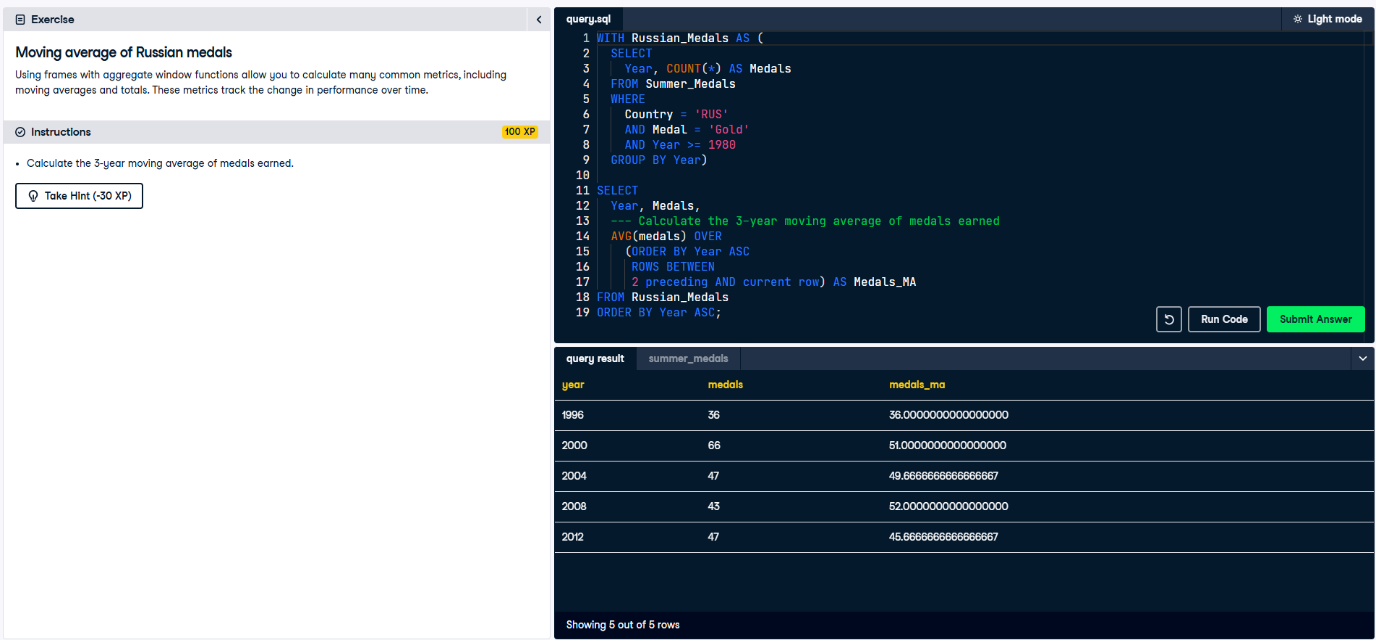 Exercise
Moving average of Russian medals
Using frames with aggregate window functions allow you to calculate many common metrics, including
moving averages and totals. These metrics track the change in performance over time.
Instructions
100 XP
• Calculate the 3-year moving average of medals earned.
Take Hint (-30 XP)
query.sql
Light mode
1 WITH Russian_Medals AS (
2 SELECT
3 Year, COUNT(*) AS Medals
4 FROM Summer_Medals
5 WHERE
6 Country = 'RUS'
7 AND Medal = 'Gold'
8 AND Year >= 1980
9 GROUP BY Year)
10
11 SELECT
12 Year, Medals,
13 --- Calculate the 3-year moving average of medals earned
14 AVG(medals) OVER
15 (ORDER BY Year ASC
16 ROWS BETWEEN
17 2 preceding AND current row) AS Medals_MA
18 FROM Russian_Medals
19 ORDER BY Year ASC;
Run Code
Submit Answer
query result
summer_medals
year medals medals_ma
1996 36 36.0000000000000000
2000 66 51.0000000000000000
2004 47 49.6666666666666667
2008 43 52.0000000000000000
2012 47 45.6666666666666667
Showing 5 out of 5 rows